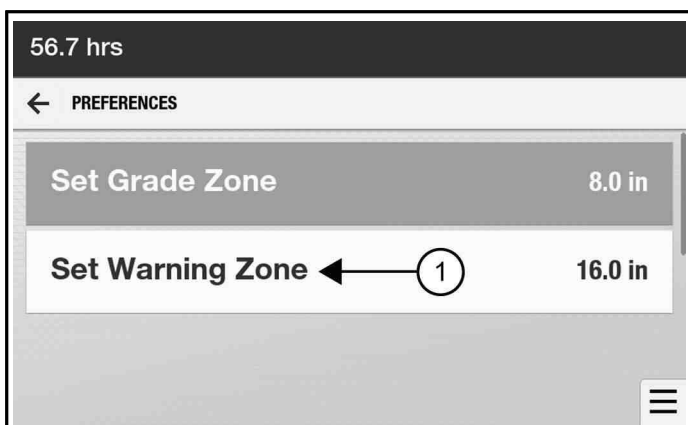 56.7 hrs
← PREFERENCES
Set Grade Zone 8.0 in
Set Warning Zone 1 16.0 in